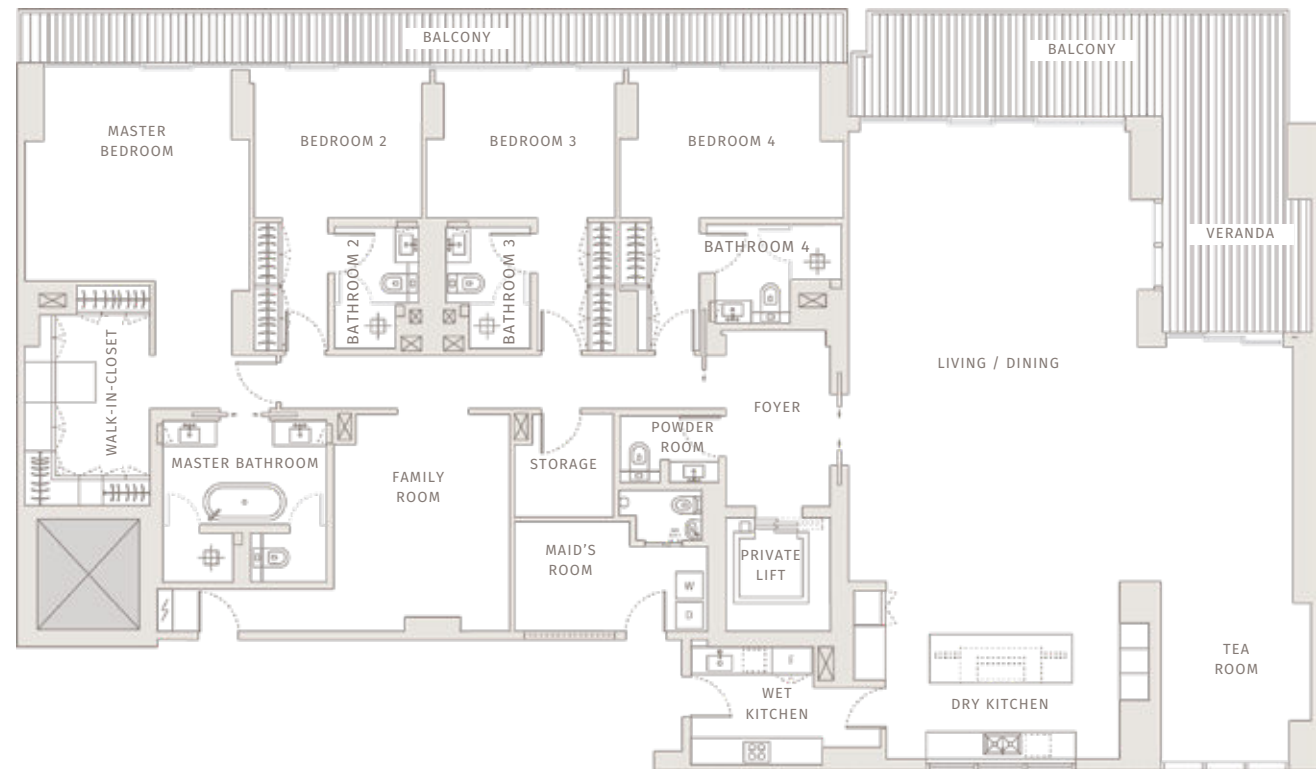 BALCONY
BALCONY
MASTER
BEDROOM
BEDROOM 2
BEDROOM 3
BEDROOM 4
VERANDA
BATHROOM 2
BATHROOM 3
BATHROOM 4
WALK-IN-CLOSET
LIVING / DINING
FOYER
POWDER
ROOM
MASTER BATHROOM
FAMILY
ROOM
STORAGE
MAID'S
ROOM
PRIVATE
LIFT
W
D
TEA
ROOM
WET
KITCHEN
DRY KITCHEN